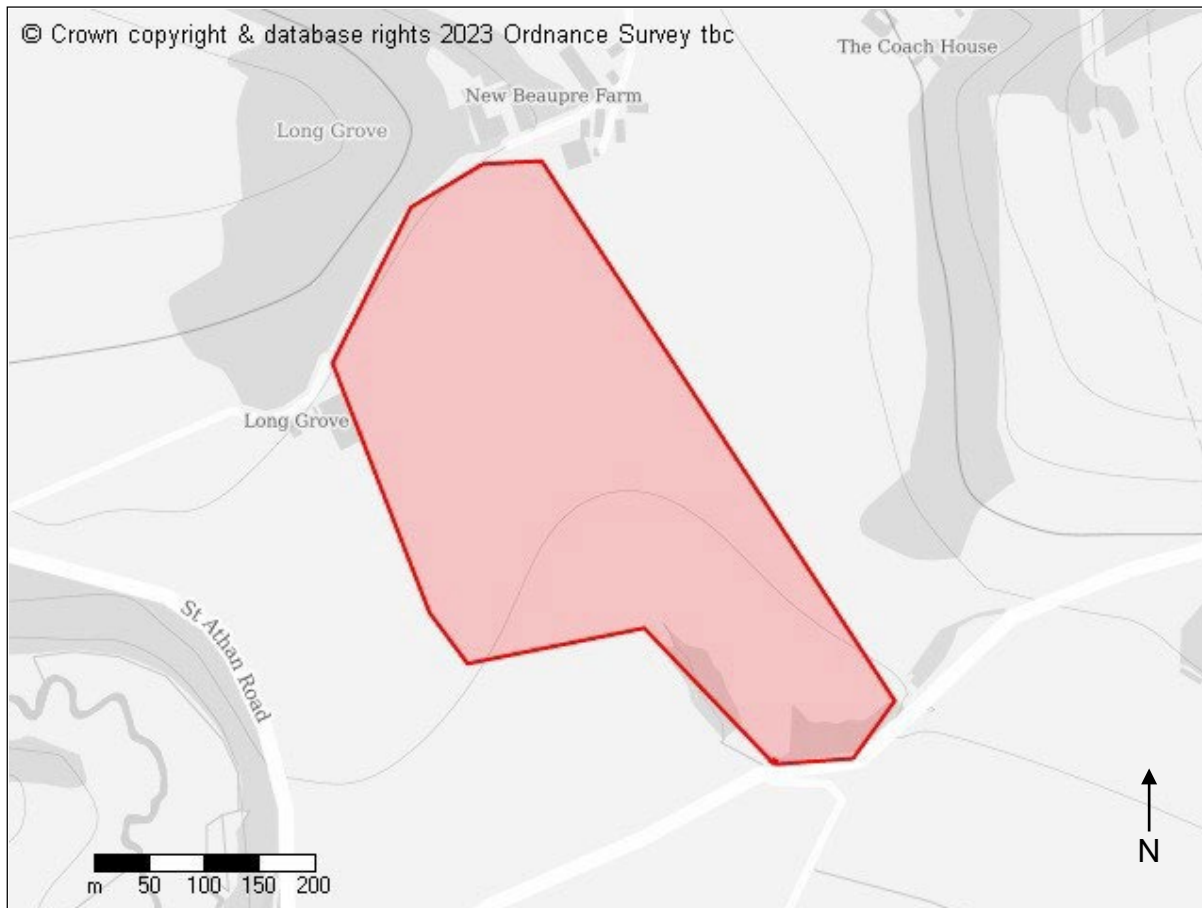 © Crown copyright & database rights 2023 Ordnance Survey tbc
The Coach House
New Beaupre Farm
Long Grove
Long Grove
St Athan Road
m 50 100 150 200
N